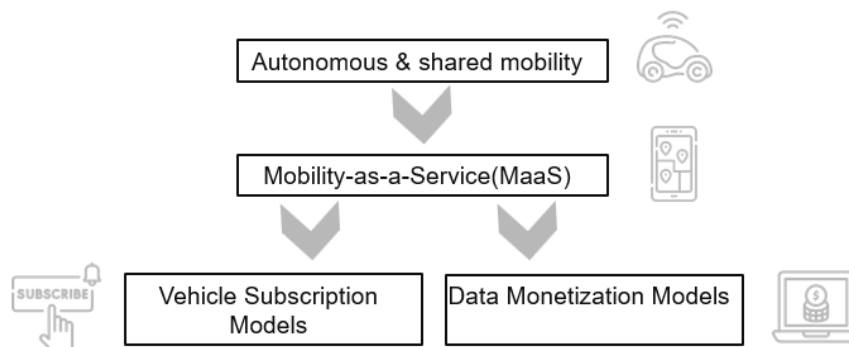 Autonomous & shared mobility
Mobility-as-a-Service(MaaS)
SUBSCRIBE
Vehicle Subscription
Models
Data Monetization Models
$